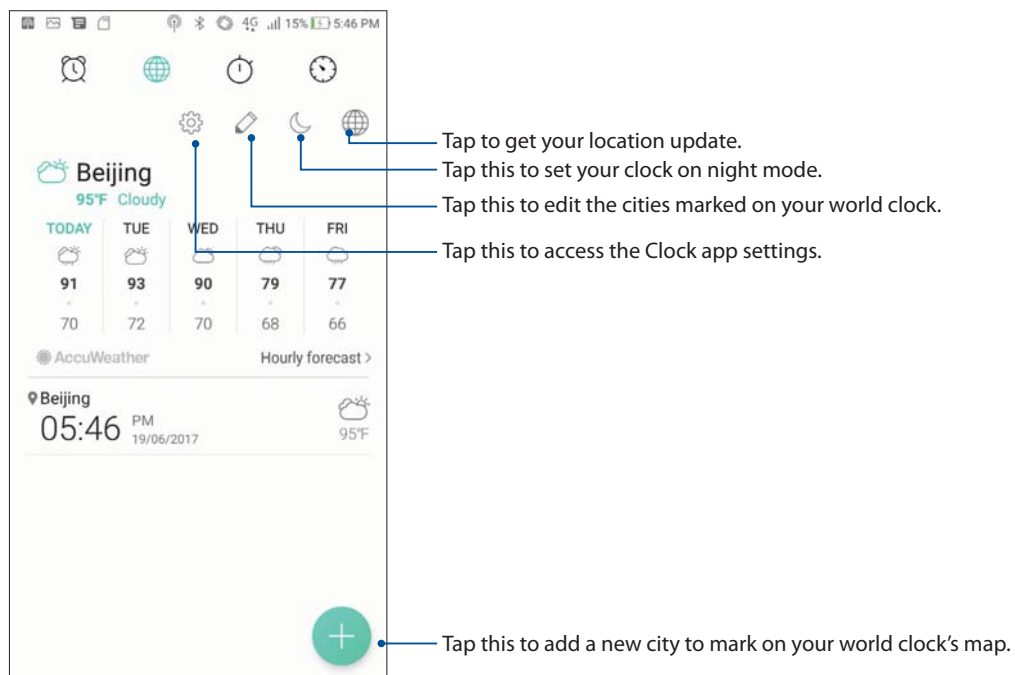 4G 15% 5:46 PM
Tap to get your location update.
Tap this to set your clock on night mode.
Tap this to edit the cities marked on your world clock.
Tap this to access the Clock app settings.
Beijing
95°F Cloudy
TODAY TUE WED THU FRI
91 93 90 79 77
70 72 70 68 66
AccuWeather Hourly forecast >
Beijing
05:46 PM
19/06/2017
95°F
Tap this to add a new city to mark on your world clock's map.